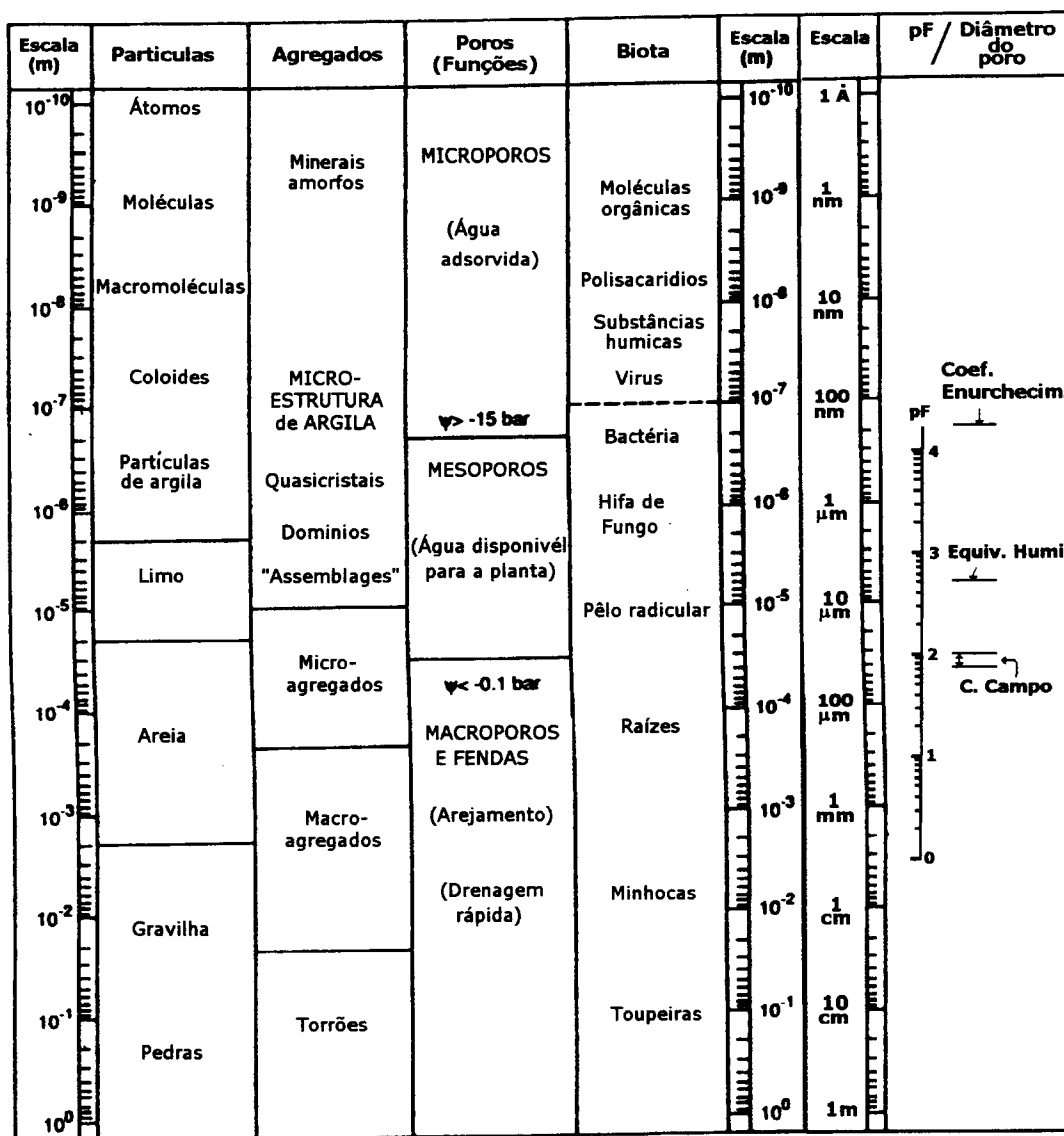 Escala
(m)
Particulas
Agregados
Poros
(Funções)
Biota
Escala
(m)
Escala
pF / Diâmetro
do
poro
10⁻¹⁰
10⁻⁹
10⁻⁸
10⁻⁷
10⁻⁶
10⁻⁵
10⁻⁴
10⁻³
10⁻²
10⁻¹
10⁰
Átomos
Moléculas
Macromoléculas
Coloides
Partículas
de argila
Limo
Areia
Gravilha
Pedras
Minerais
amorfos
MICRO-
ESTRUTURA
de ARGILA
Quasicristais
Dominios
"Assemblages"
Micro-
agregados
Macro-
agregados
Torrões
MICROPOROS
(Água
adsorvida)
ψ> -15 bar
MESOPOROS
(Água disponivél
para a planta)
ψ< -0.1 bar
MACROPOROS
E FENDAS
(Arejamento)
(Drenagem
rápida)
Moléculas
orgânicas
Polisacaridios
Substâncias
humicas
Virus
Bactéria
Hifa de
Fungo
Pêlo radicular
Raízes
Minhocas
Toupeiras
10⁻¹⁰
10⁻⁹
10⁻⁸
10⁻⁷
10⁻⁸
10⁻⁵
10⁻⁴
10⁻³
10⁻²
10⁻¹
10⁰
1 Å
1
nm
10
nm
100
nm
1
μm
10
μm
100
μm
1
mm
1
cm
10
cm
1m
Coef.
Enurchecim
pF
4
3
Equiv. Humi
2
C. Campo
1
0